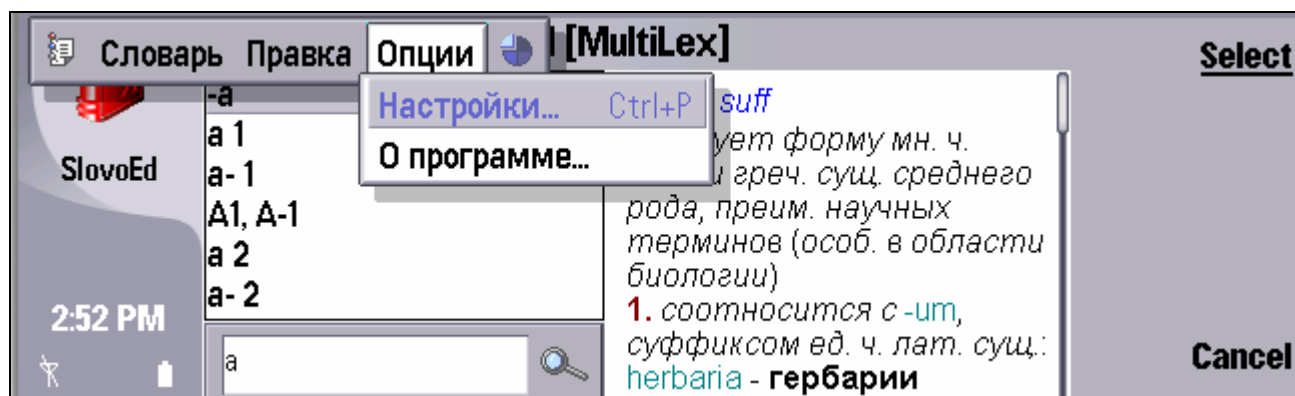 Словарь Правка Опции
[MultiLex]
Select
Настройки... Ctrl+P
О программе...
SlovoEd
2:52 PM
-a
a 1
a- 1
A1, A-1
a 2
a- 2
a
suff
форму мн. ч.
греч. сущ. среднего
рода, преим. научных
терминов (особ. в области
биологии)
1. соотносится с -um,
суффиксом ед. ч. лат. сущ.:
herbaria - гербарии
Cancel